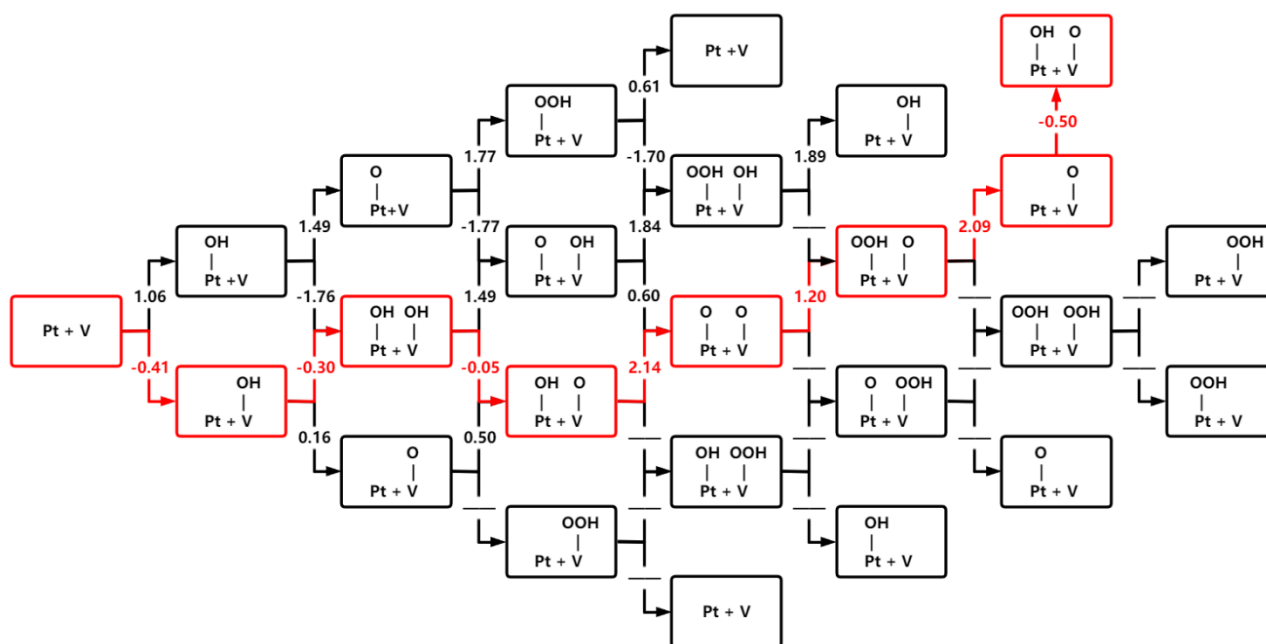 Pt +V
OH O
Pt + V
0.61
OOH
Pt + V
OH
Pt + V
-0.50
1.77
-1.70
1.89
O
Pt+V
OOH OH
Pt + V
O
Pt + V
1.49
-1.77
1.84
2.09
OH
Pt +V
O OH
Pt + V
OOH O
Pt + V
OOH
Pt + V
1.06
-1.76
1.49
0.60
1.20
Pt + V
OH OH
Pt + V
O O
Pt + V
OOH OOH
Pt + V
-0.41
-0.30
-0.05
2.14
OH
Pt + V
OH O
Pt + V
O OOH
Pt + V
OOH
Pt + V
0.16
0.50
O
Pt + V
OH OOH
Pt + V
O
Pt + V
OOH
Pt + V
OH
Pt + V
Pt + V